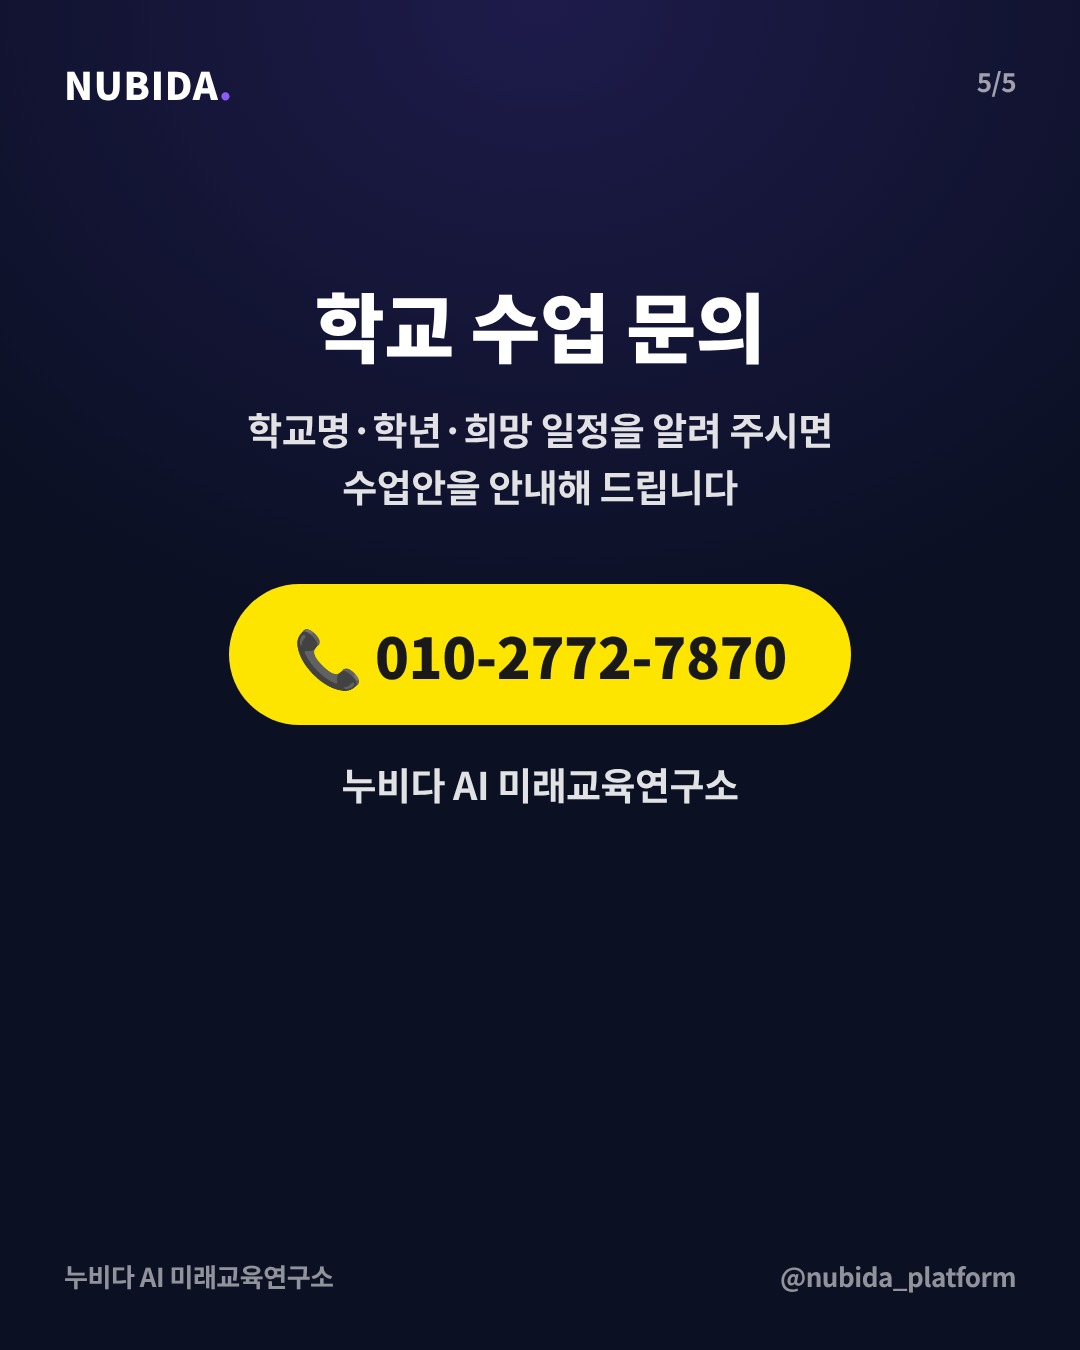 NUBIDA.
5/5
학교 수업 문의
학교명·학년·희망 일정을 알려 주시면
수업안을 안내해 드립니다
📞 010-2772-7870
누비다 AI 미래교육연구소
누비다 AI 미래교육연구소
@nubida_platform